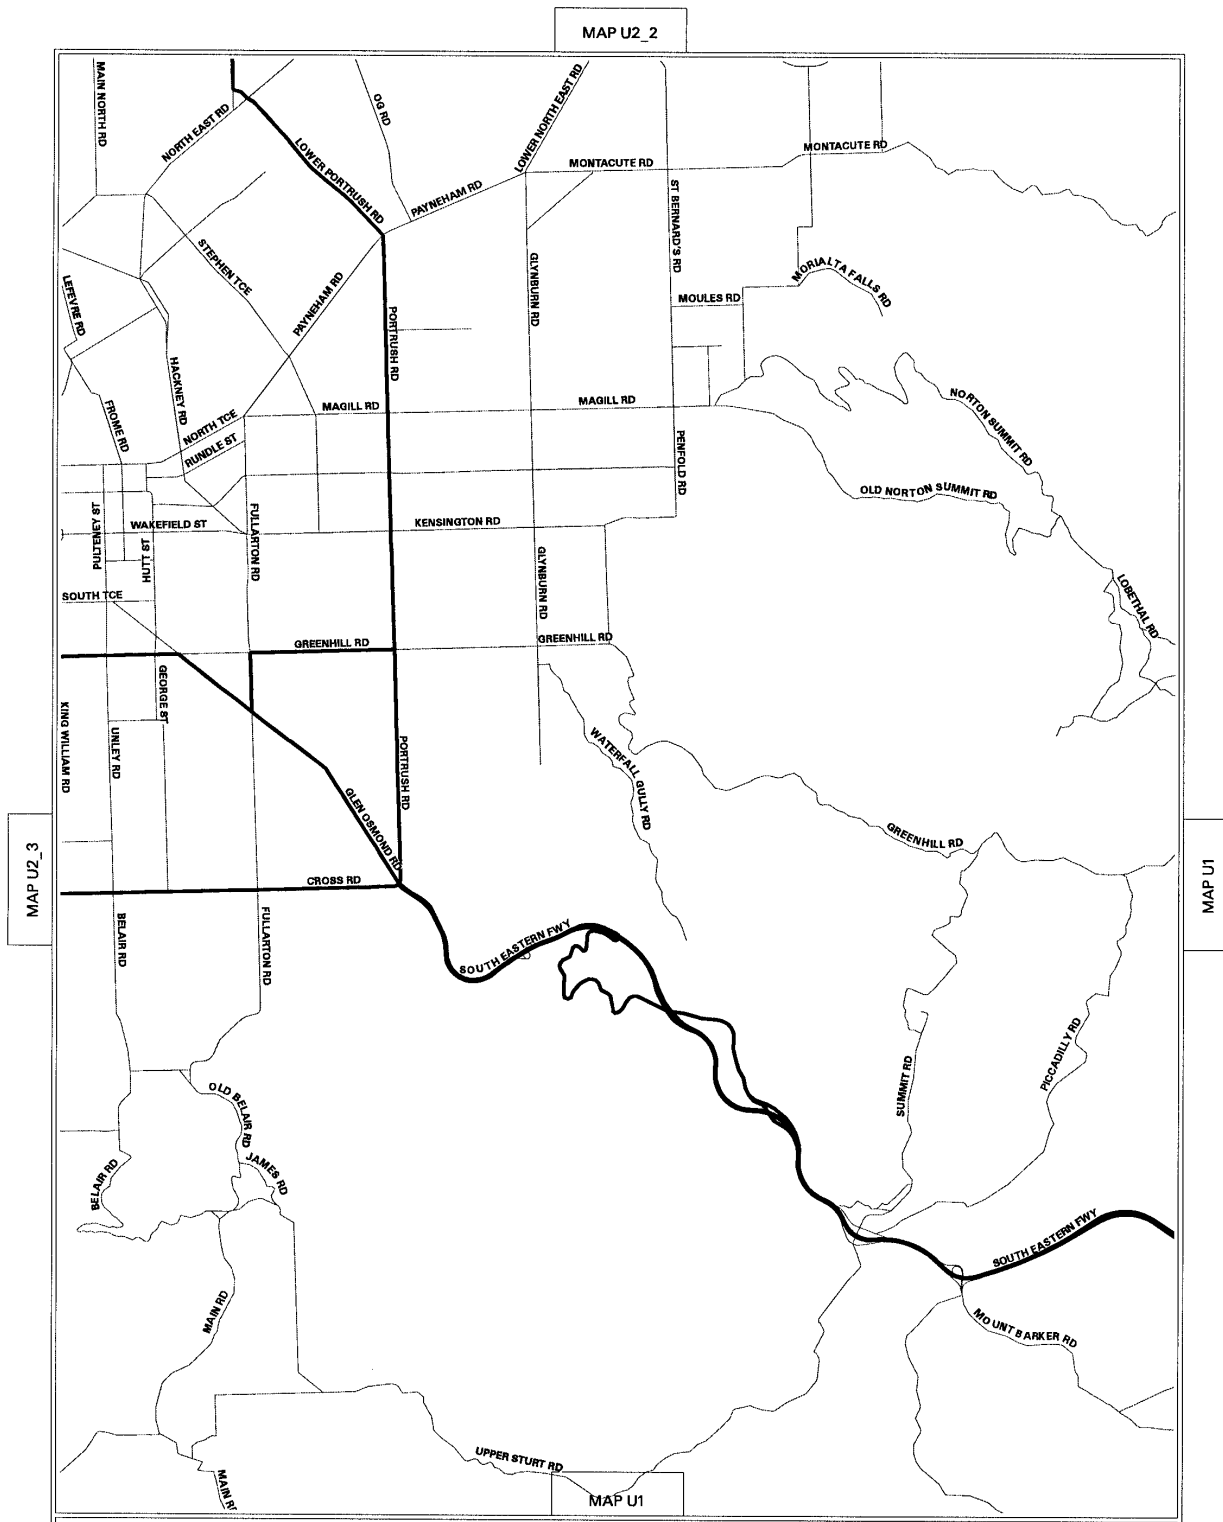 MAP U2_2
MAIN NORTH RD
NORTH EAST RD
OG RD
LOWER NORTH EAST RD
LOWER PORTRUSH RD
MONTACUTE RD
MONTACUTE RD
PAYNEHAM RD
ST BERNARD'S RD
STEPHEN TCE
GLYNBURN RD
MORIALTA FALLS RD
LEFEVRE RD
PAYNEHAM RD
MOULES RD
PORTRUSH RD
HACKNEY RD
NORTON SUMMIT RD
MAGILL RD
MAGILL RD
FROME RD
NORTH TCE
RUNDLE ST
PENFOLD RD
OLD NORTON SUMMIT RD
PULTENEY ST
WAKEFIELD ST
HUTT ST
FULLARTON RD
KENSINGTON RD
GLYNBURN RD
LOBETHAL RD
SOUTH TCE
GREENHILL RD
GREENHILL RD
GEORGE ST
KING WILLIAM RD
UNLEY RD
PORTRUSH RD
WATERFALL GULLY RD
GLEN OSMOND RD
GREENHILL RD
MAP U2_3
MAP U1
CROSS RD
BELAIR RD
FULLARTON RD
SOUTH EASTERN FWY
SUMMIT RD
PICCADILLY RD
OLD BELAIR RD
JAMES RD
BELAIR RD
SOUTH EASTERN FWY
MAIN RD
MOUNT BARKER RD
UPPER STURT RD
MAIN RD
MAP U1